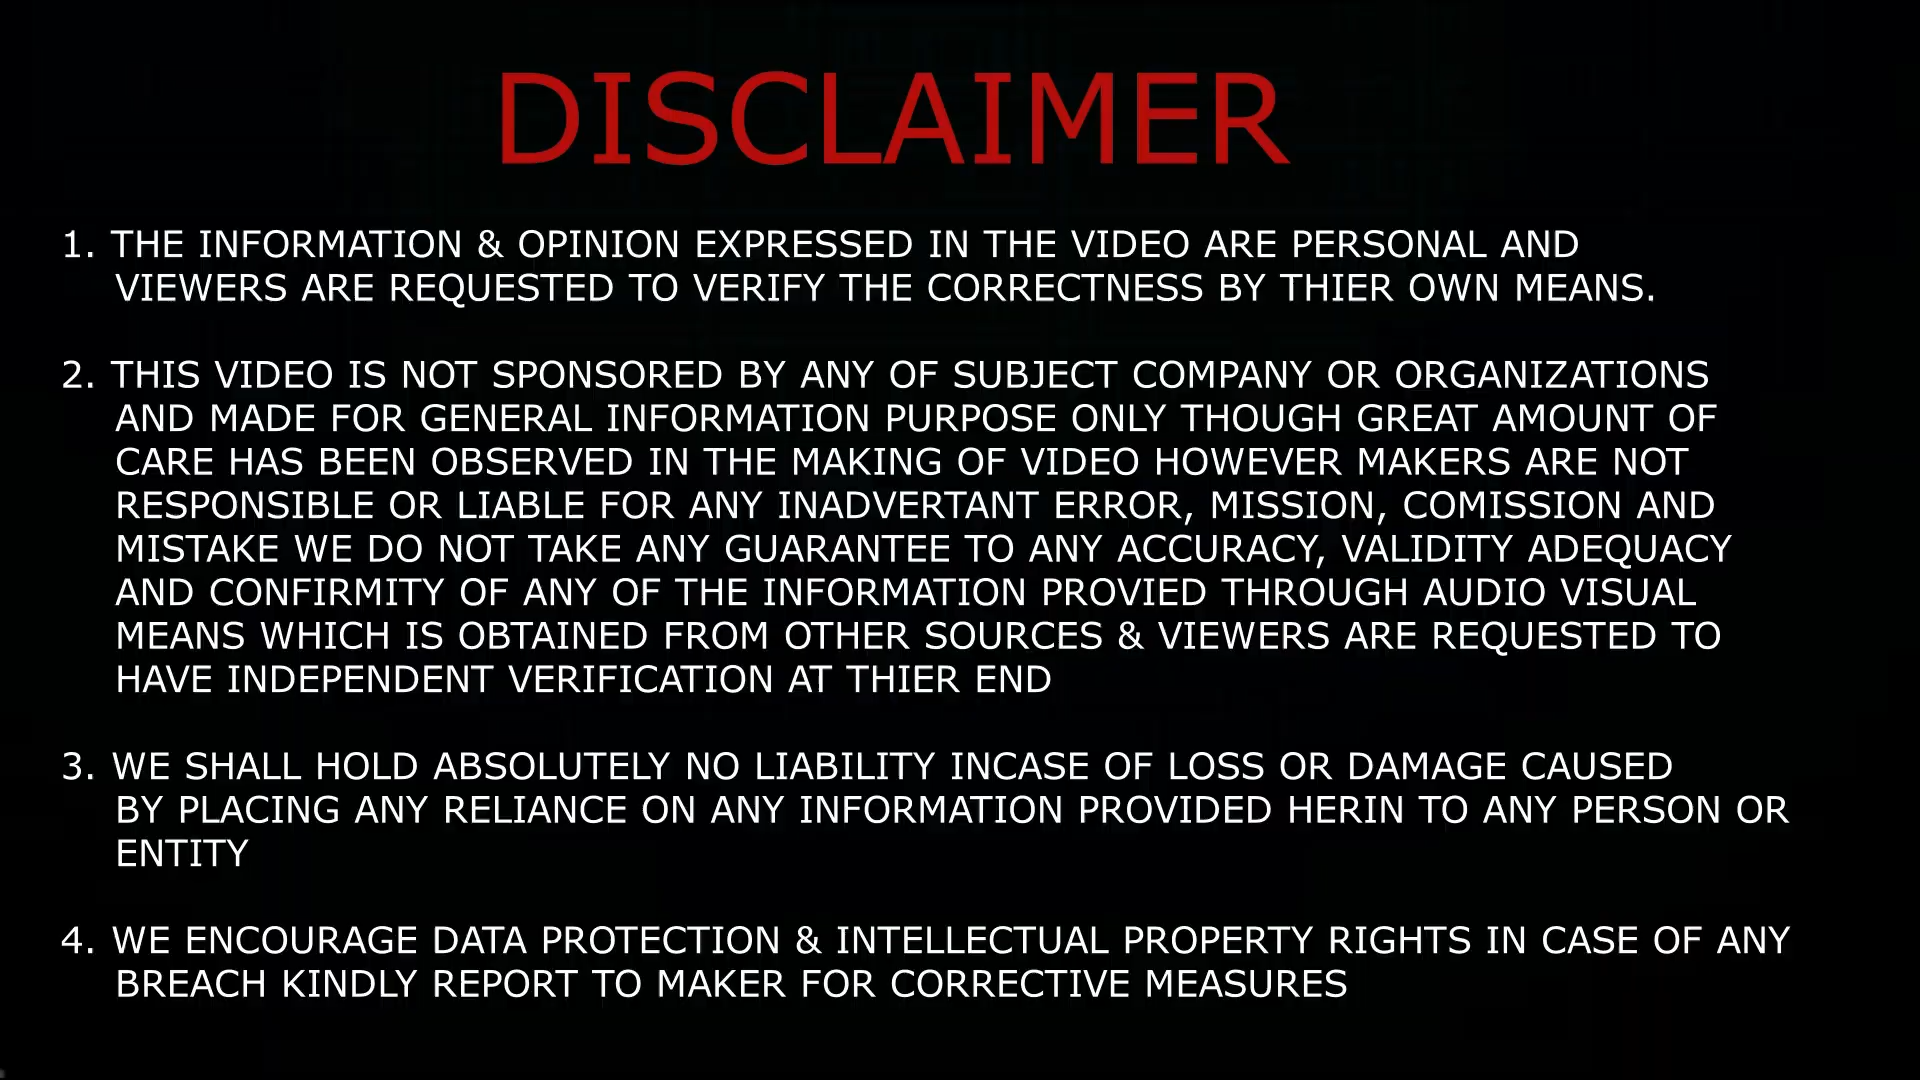 DISCLAIMER
1. THE INFORMATION & OPINION EXPRESSED IN THE VIDEO ARE PERSONAL AND
VIEWERS ARE REQUESTED TO VERIFY THE CORRECTNESS BY THIER OWN MEANS.
2. THIS VIDEO IS NOT SPONSORED BY ANY OF SUBJECT COMPANY OR ORGANIZATIONS
AND MADE FOR GENERAL INFORMATION PURPOSE ONLY THOUGH GREAT AMOUNT OF
CARE HAS BEEN OBSERVED IN THE MAKING OF VIDEO HOWEVER MAKERS ARE NOT
RESPONSIBLE OR LIABLE FOR ANY INADVERTANT ERROR, MISSION, COMISSION AND
MISTAKE WE DO NOT TAKE ANY GUARANTEE TO ANY ACCURACY, VALIDITY ADEQUACY
AND CONFIRMITY OF ANY OF THE INFORMATION PROVIED THROUGH AUDIO VISUAL
MEANS WHICH IS OBTAINED FROM OTHER SOURCES & VIEWERS ARE REQUESTED TO
HAVE INDEPENDENT VERIFICATION AT THIER END
3. WE SHALL HOLD ABSOLUTELY NO LIABILITY INCASE OF LOSS OR DAMAGE CAUSED
BY PLACING ANY RELIANCE ON ANY INFORMATION PROVIDED HERIN TO ANY PERSON OR
ENTITY
4. WE ENCOURAGE DATA PROTECTION & INTELLECTUAL PROPERTY RIGHTS IN CASE OF ANY
BREACH KINDLY REPORT TO MAKER FOR CORRECTIVE MEASURES